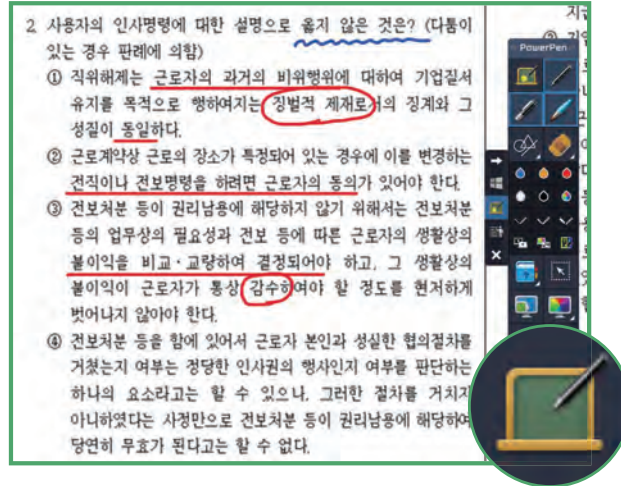 2. 사용자의 인사명령에 대한 설명으로 옳지 않은 것은? (다툼이
있는 경우 판례에 의함)
① 직위해제는 근로자의 과거의 비위행위에 대하여 기업질서
유지를 목적으로 행하여지는 징벌적 제재로서의 징계와 그
성질이 동일하다.
② 근로계약상 근로의 장소가 특정되어 있는 경우에 이를 변경하는
전직이나 전보명령을 하려면 근로자의 동의가 있어야 한다.
③ 전보처분 등이 권리남용에 해당하지 않기 위해서는 전보처분
등의 업무상의 필요성과 전보 등에 따른 근로자의 생활상의
불이익을 비교·교량하여 결정되어야 하고, 그 생활상의
불이익이 근로자가 통상 감수하여야 할 정도를 현저하게
벗어나지 않아야 한다.
④ 전보처분 등을 함에 있어서 근로자 본인과 성실한 협의절차를
거쳤는지 여부는 정당한 인사권의 행사인지 여부를 판단하는
하나의 요소라고는 할 수 있으나, 그러한 절차를 거치지
아니하였다는 사정만으로 전보처분 등이 권리남용에 해당하여
당연히 무효가 된다고는 할 수 없다.
PowerPen